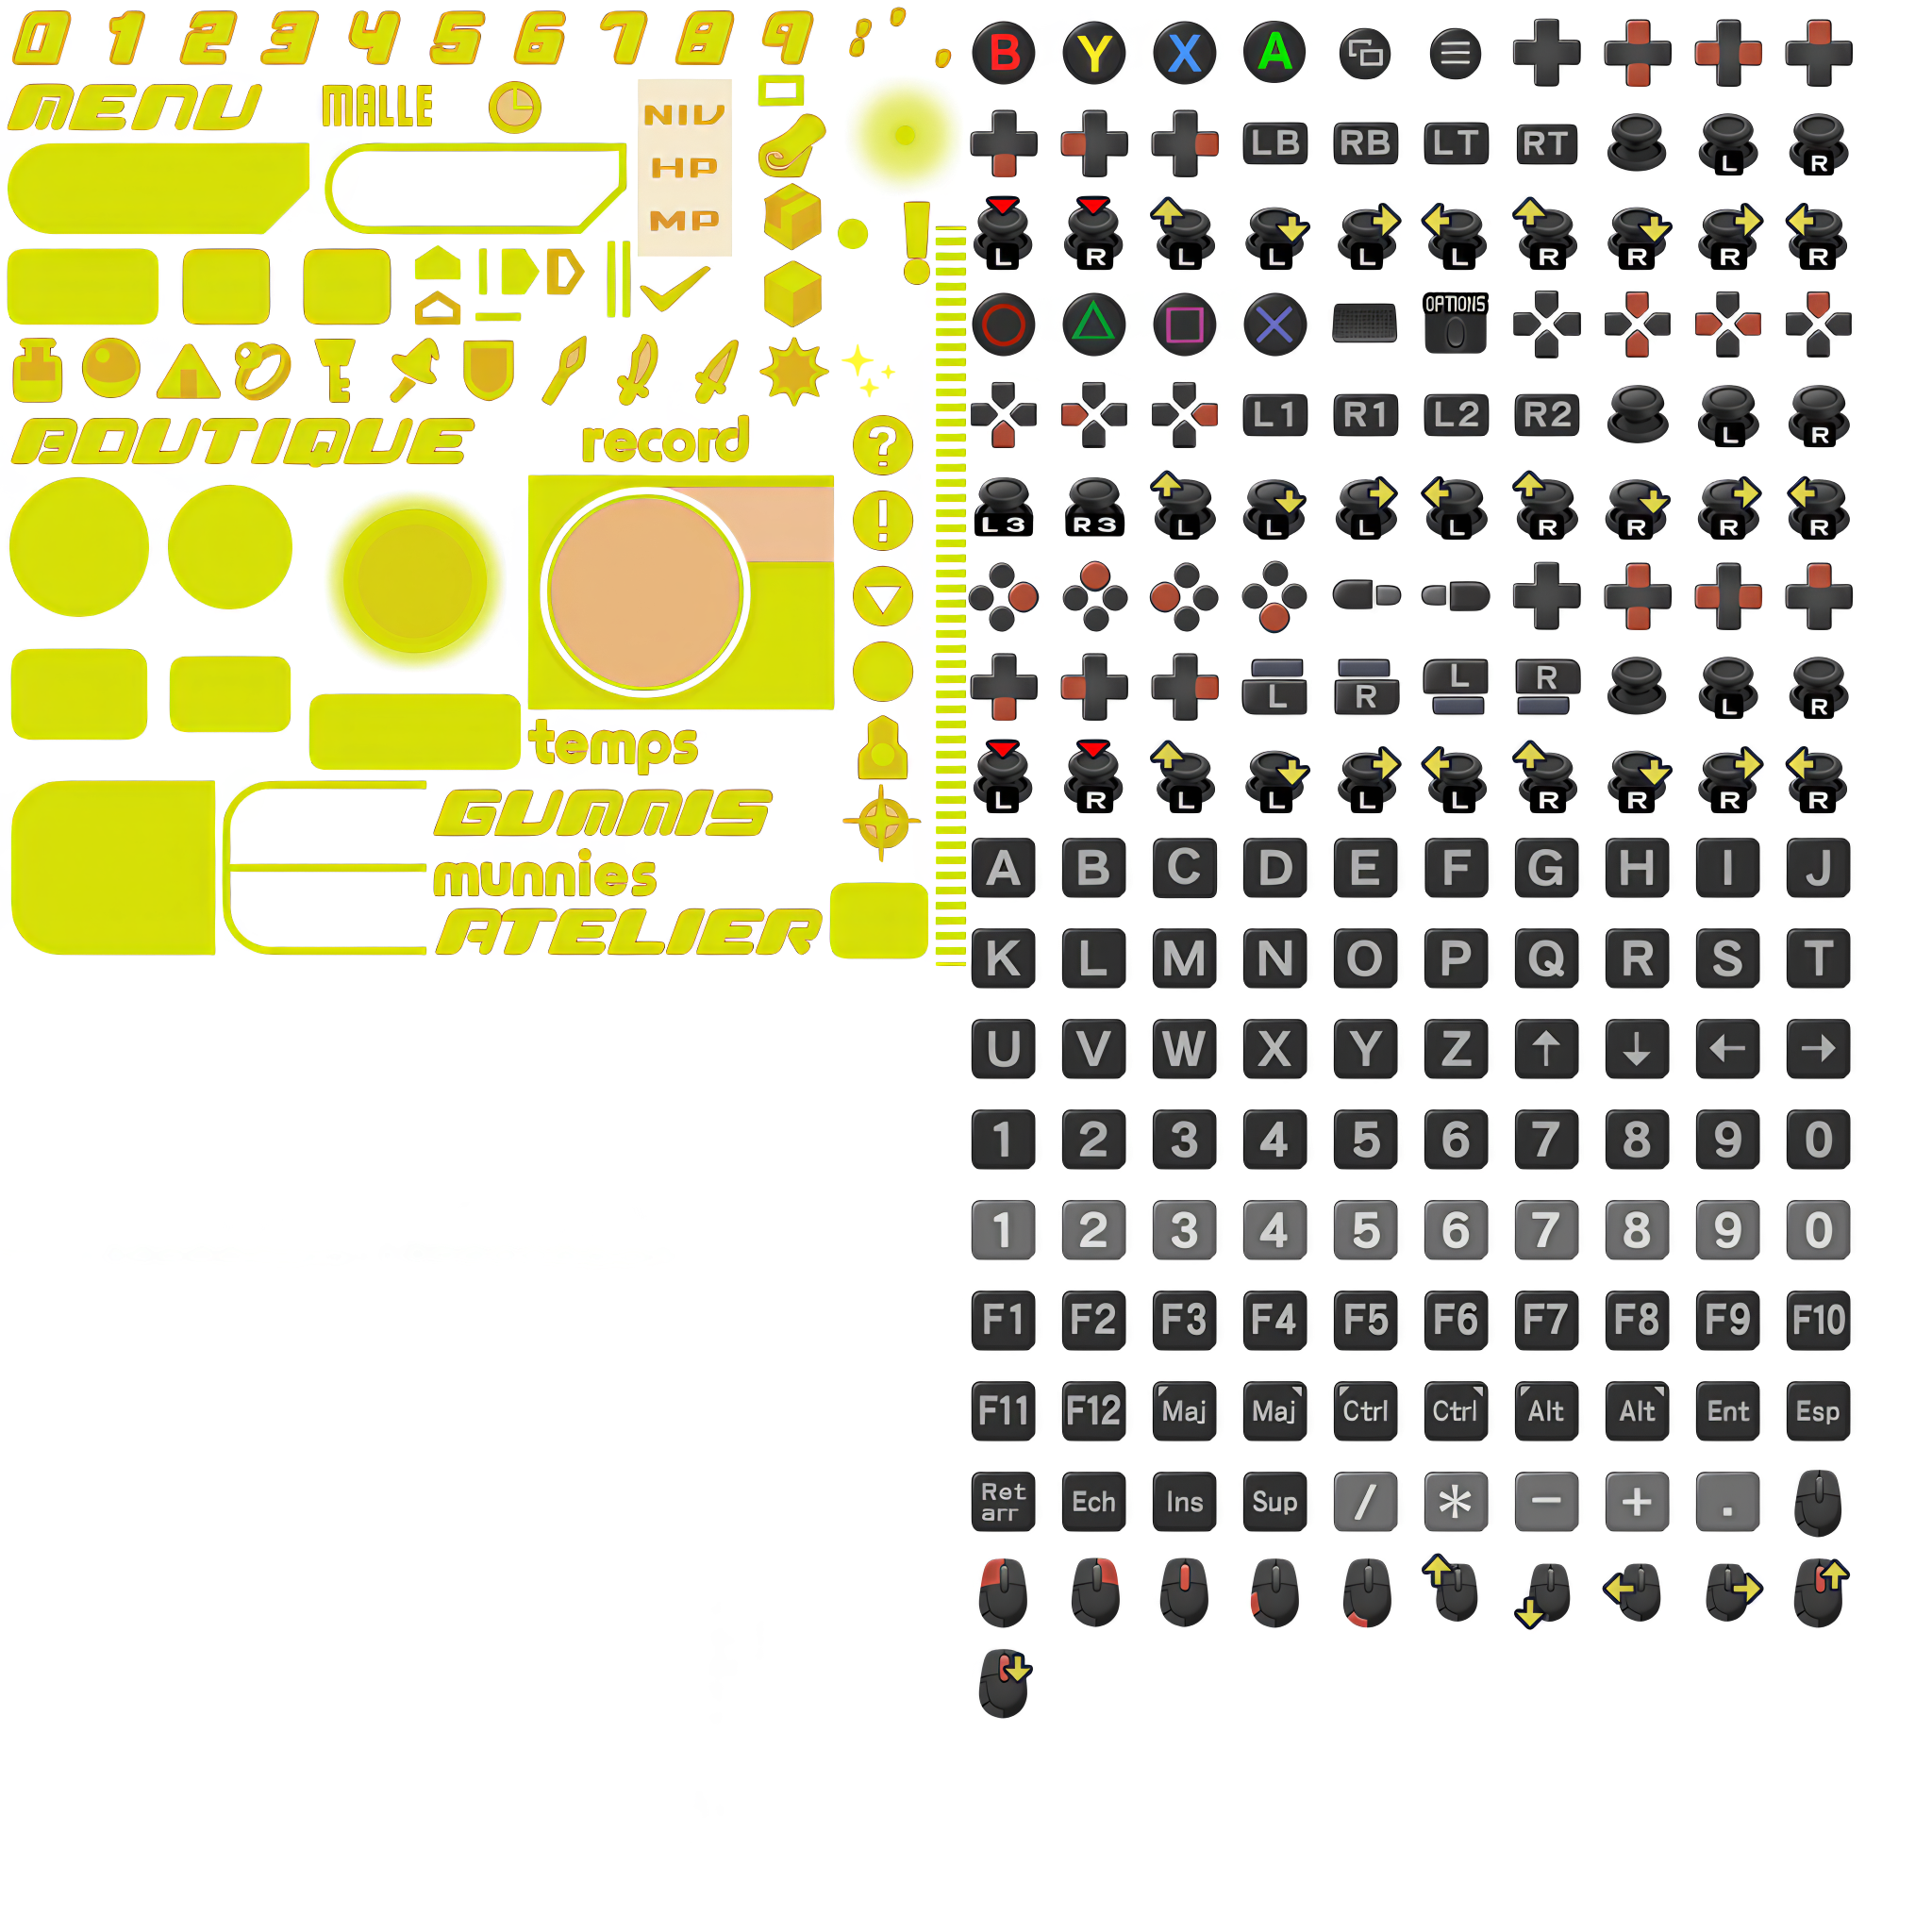 0 1 2 3 4 5 6 7 8 9 : ' .
MENU
MALLE
NIV
HP
MP
!
BOUTIQUE
record
?
!
temps
GUMMIS
munnies
ATELIER
B Y X A
LB RB LT RT L R
L R L L L L R R R R
OPTIONS
L1 R1 L2 R2 L R
L3 R3 L L L L R R R R
L R L R L R
L R L L L L R R R R
A B C D E F G H I J
K L M N O P Q R S T
U V W X Y Z ↑ ↓ ← →
1 2 3 4 5 6 7 8 9 0
1 2 3 4 5 6 7 8 9 0
F1 F2 F3 F4 F5 F6 F7 F8 F9 F10
F11 F12 Maj Maj Ctrl Ctrl Alt Alt Ent Esp
Ret arr Ech Ins Sup / * - + .